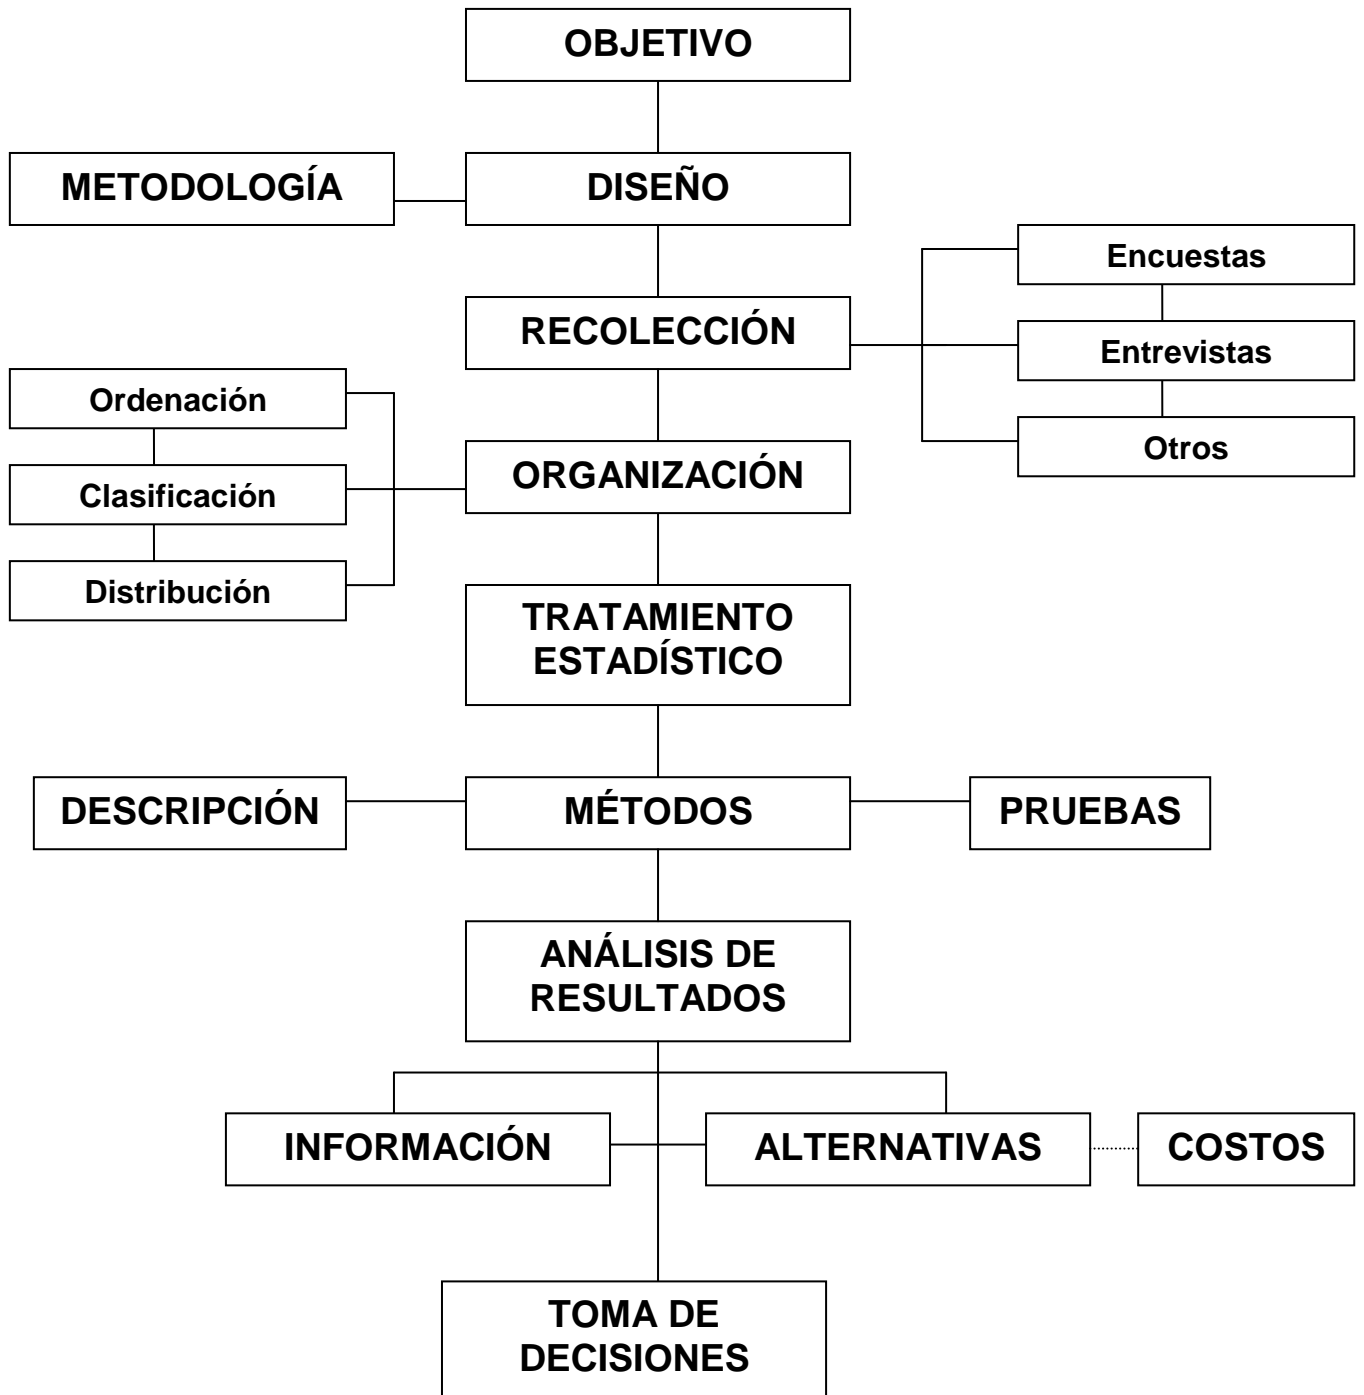 OBJETIVO
METODOLOGÍA
DISEÑO
Encuestas
RECOLECCIÓN
Entrevistas
Ordenación
Otros
ORGANIZACIÓN
Clasificación
Distribución
TRATAMIENTO
ESTADÍSTICO
DESCRIPCIÓN
MÉTODOS
PRUEBAS
ANÁLISIS DE
RESULTADOS
INFORMACIÓN
ALTERNATIVAS
COSTOS
TOMA DE
DECISIONES